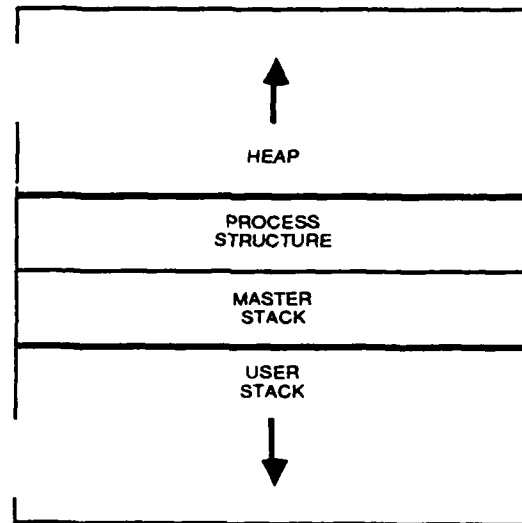 HEAP
PROCESS
STRUCTURE
MASTER
STACK
USER
STACK